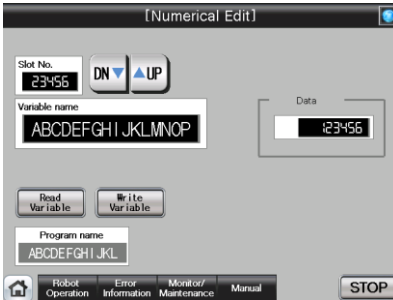 [Numerical Edit]
?
Slot No.
23456
DN▼
▲UP
Variable name
ABCDEFGHIJKLMNOP
Data
123456
Read
Variable
Write
Variable
Program name
ABCDEFGHIJKL
Robot
Operation
Error
Information
Monitor/
Maintenance
Manual
STOP